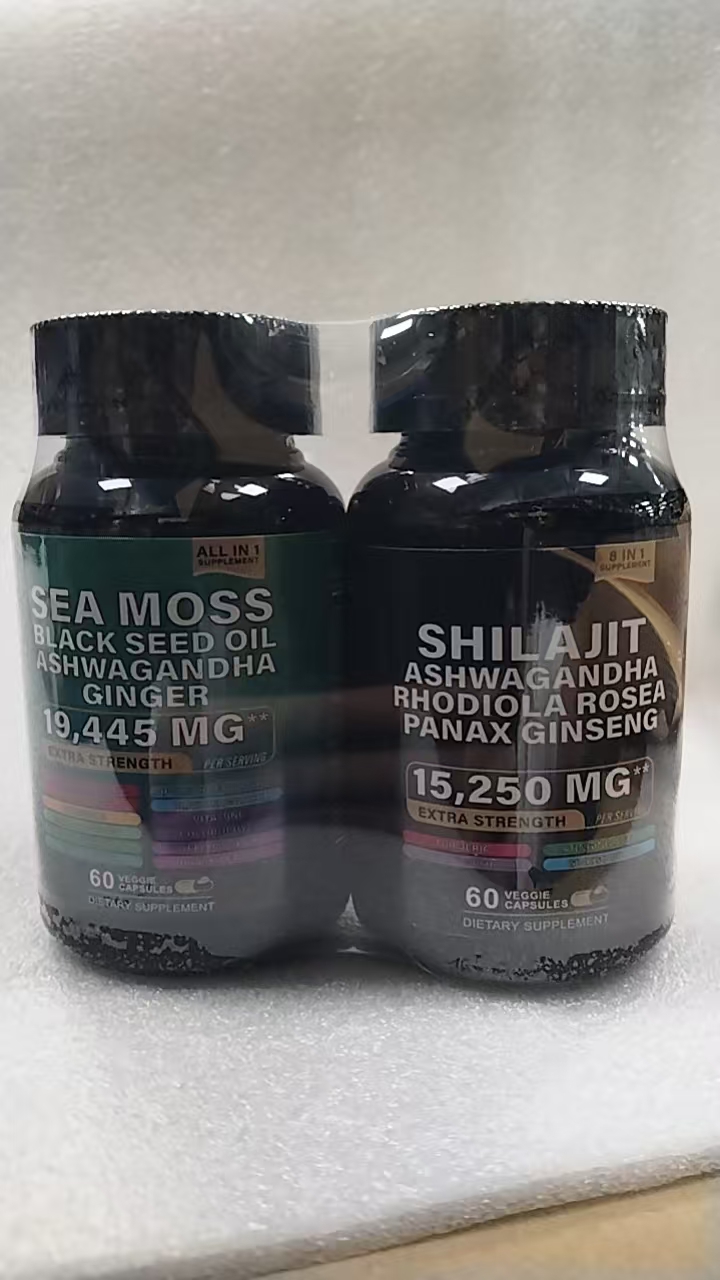 ALL IN 1
SUPPLEMENT
SEA MOSS
BLACK SEED OIL
ASHWAGANDHA
GINGER
19,445 MG**
EXTRA STRENGTH
PER SERVING
60 VEGGIE
CAPSULES
DIETARY SUPPLEMENT
8 IN 1
SUPPLEMENT
SHILAJIT
ASHWAGANDHA
RHODIOLA ROSEA
PANAX GINSENG
15,250 MG**
EXTRA STRENGTH
60 VEGGIE
CAPSULES
DIETARY SUPPLEMENT